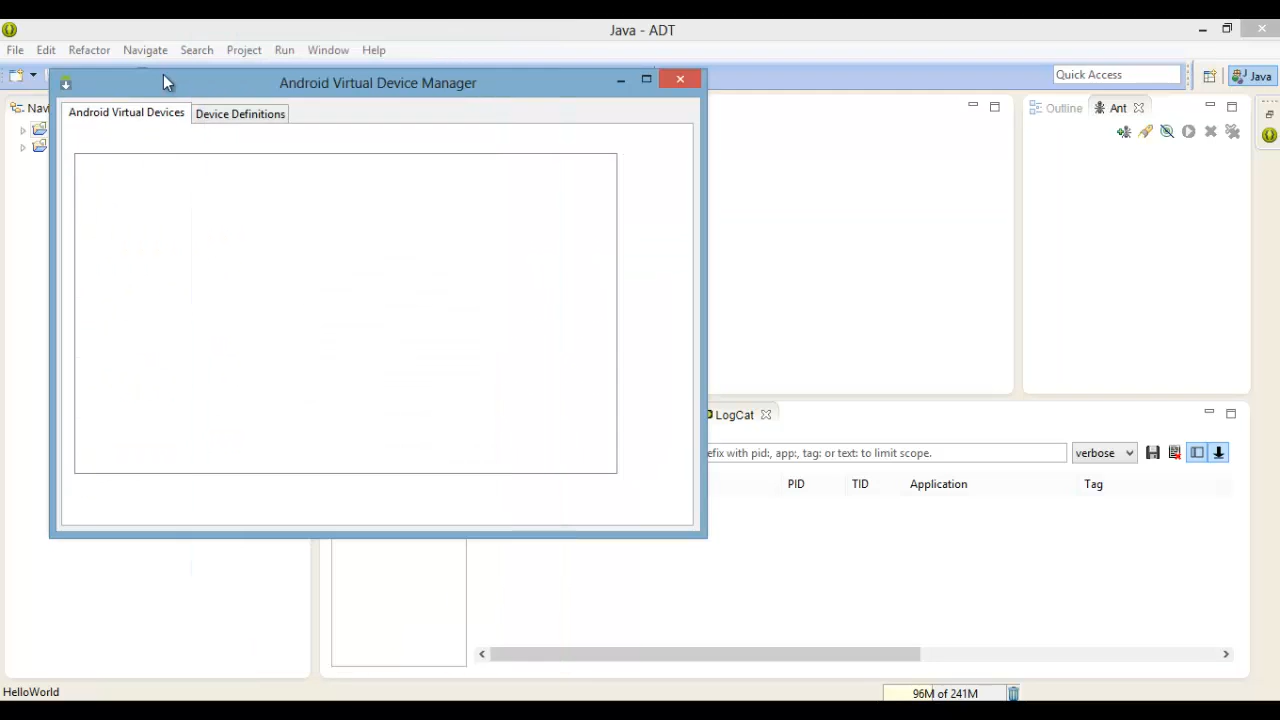 Java - ADT
File Edit Refactor Navigate Search Project Run Window Help
Quick Access
Java
Android Virtual Device Manager
Android Virtual Devices Device Definitions
Navi
Outline Ant
LogCat
efix with pid:, app:, tag: or text: to limit scope.
verbose
PID TID Application Tag
HelloWorld
96M of 241M